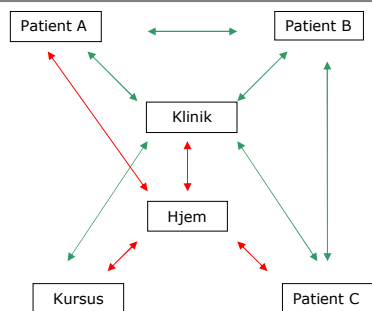 Patient A
Patient B
Klinik
Hjem
Kursus
Patient C